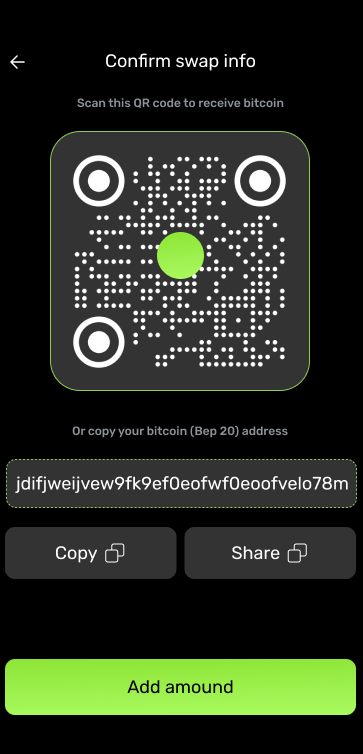 Confirm swap info
Scan this QR code to receive bitcoin
Or copy your bitcoin (Bep 20) address
jdifjweijvew9fk9ef0eofwf0eoofvelo78m
Copy
Share
Add amound